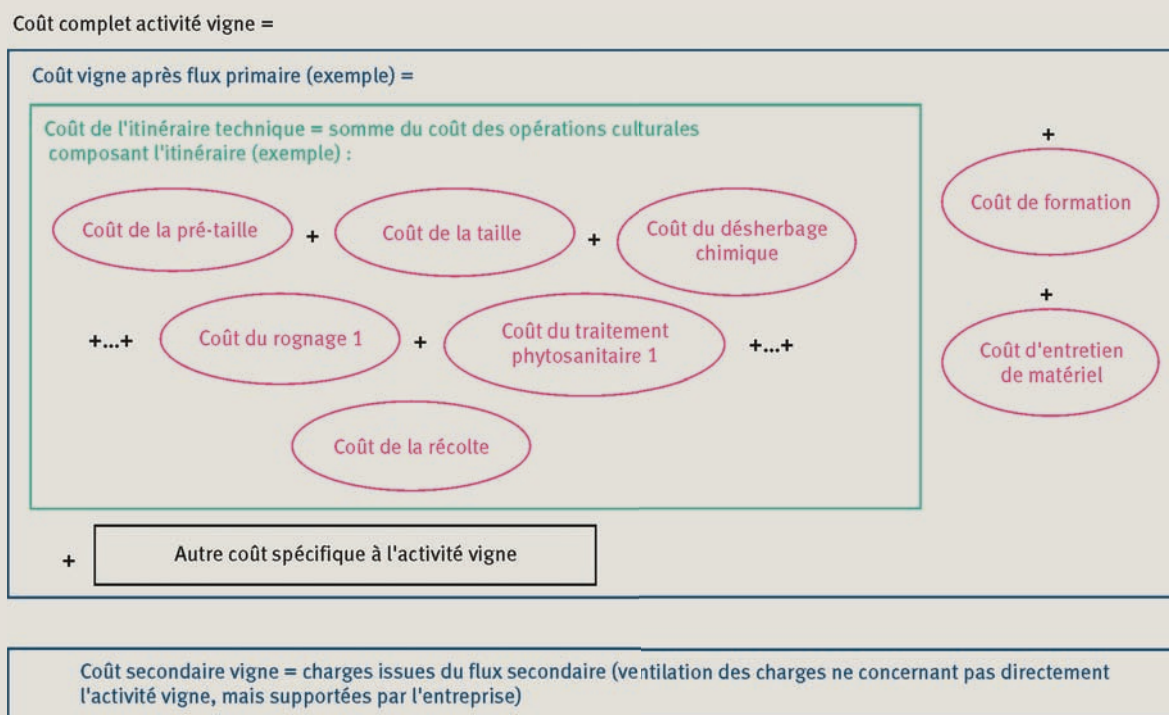 Coût complet activité vigne =
Coût vigne après flux primaire (exemple) =
Coût de l'itinéraire technique = somme du coût des opérations culturales
composant l'itinéraire (exemple) :
Coût de la pré-taille
+
Coût de la taille
+
Coût du désherbage
chimique
+...+
Coût du rognage 1
+
Coût du traitement
phytosanitaire 1
+...+
Coût de la récolte
+
Coût de formation
+
Coût d'entretien
de matériel
+
Autre coût spécifique à l'activité vigne
Coût secondaire vigne = charges issues du flux secondaire (ventilation des charges ne concernant pas directement
l'activité vigne, mais supportées par l'entreprise)